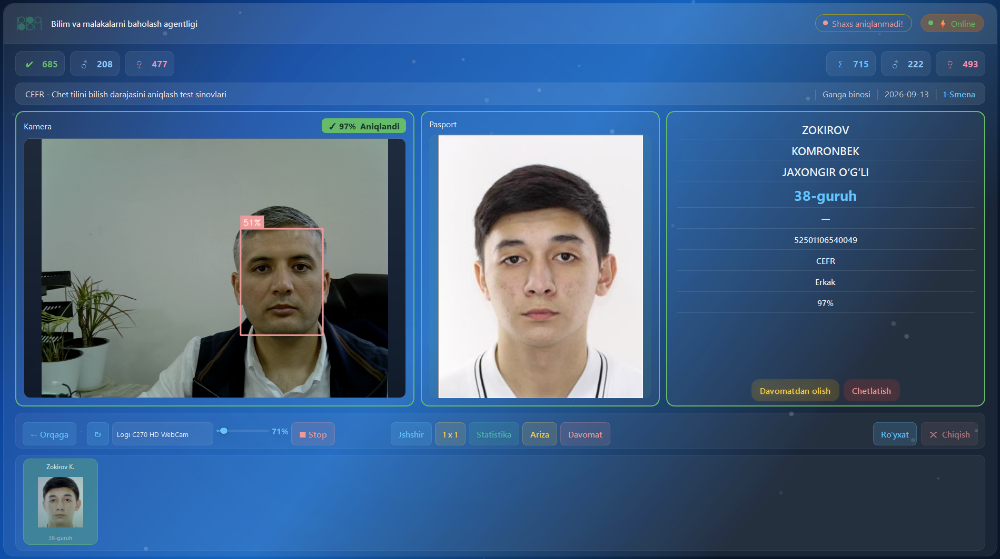 Bilim va malakalarni baholash agentligi
Shaxs aniqlanmadi!
Online
685
208
477
Σ 715
222
493
CEFR - Chet tilini bilish darajasini aniqlash test sinovlari
Ganga binosi
2026-09-13
1-Smena
Kamera
✓ 97% Aniqlandi
51%
Pasport
ZOKIROV
KOMRONBEK
JAXONGIR O‘G‘LI
38-guruh
—
52501106540049
CEFR
Erkak
97%
Davomatdan olish
Chetlatish
← Orqaga
↻
Logi C270 HD WebCam
71%
Stop
Jshshir
1 x 1
Statistika
Ariza
Davomat
Ro'yxat
✕ Chiqish
Zokirov K.
38-guruh